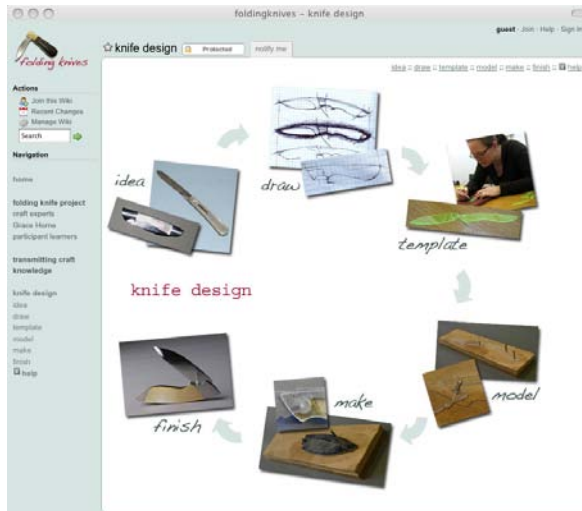 foldingknives – knife design
guest · Join · Help · Sign In
folding knives
knife design
Protected
notify me
idea :: draw :: template :: model :: make :: finish :: help
Actions
Join this Wiki
Recent Changes
Manage Wiki
Search
Navigation
home
folding knife project
craft experts
Grace Horne
participant learners
transmitting craft
knowledge
knife design
idea
draw
template
model
make
finish
help
idea
draw
template
knife design
model
make
finish